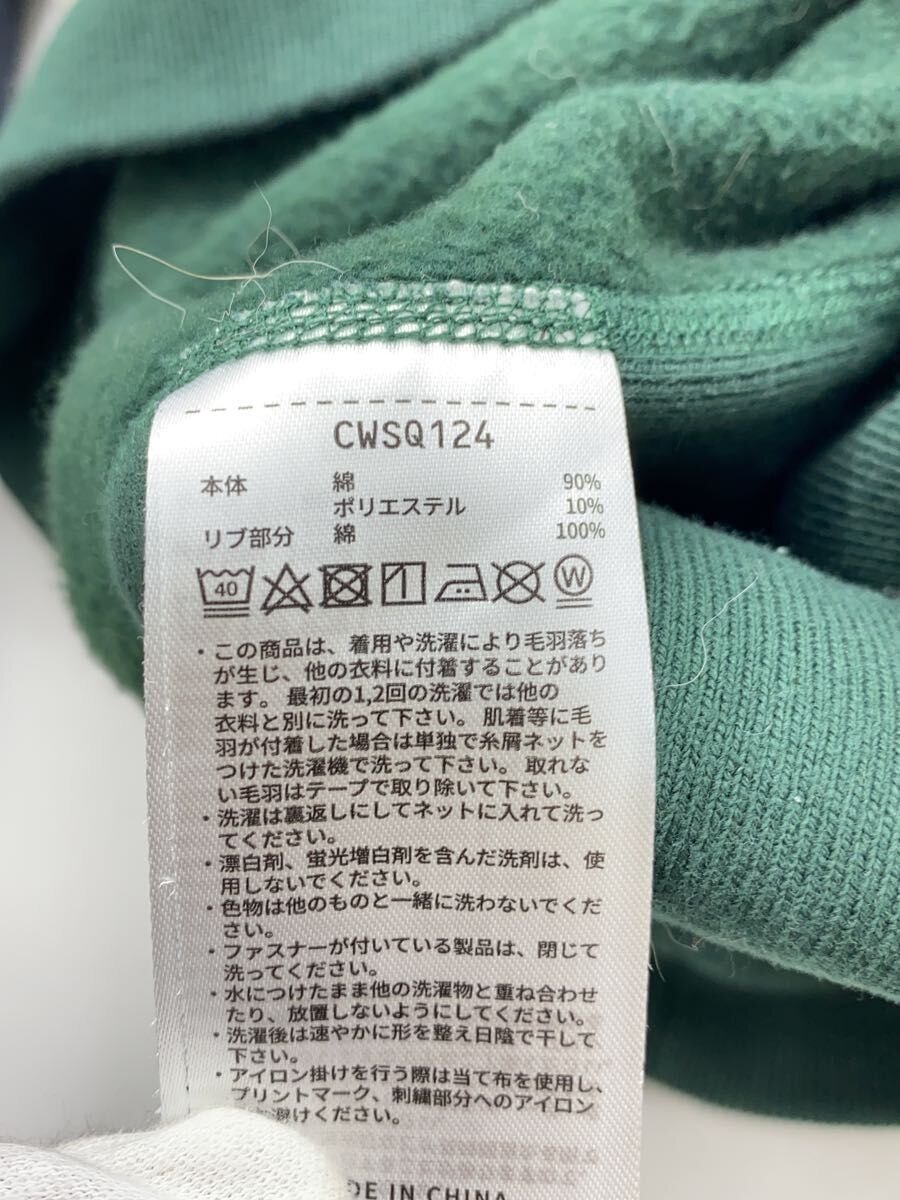 CWSQ124
本体 綿 90%
ポリエステル 10%
リブ部分 綿 100%
40 W
・この商品は、着用や洗濯により毛羽落ち
が生じ、他の衣料に付着することがあり
ます。最初の1,2回の洗濯では他の
衣料と別に洗って下さい。肌着等に毛
羽が付着した場合は単独で糸屑ネットを
つけた洗濯機で洗って下さい。取れな
い毛羽はテープで取り除いて下さい。
・洗濯は裏返しにしてネットに入れて洗っ
てください。
・漂白剤、蛍光増白剤を含んだ洗剤は、使
用しないでください。
・色物は他のものと一緒に洗わないでくだ
さい。
・ファスナーが付いている製品は、閉じて
洗ってください。
・水につけたまま他の洗濯物と重ね合わせ
たり、放置しないようにしてください。
・洗濯後は速やかに形を整え日陰で干して
下さい。
・アイロン掛けを行う際は当て布を使用し、
プリントマーク、刺繍部分へのアイロン
避けください。
DE IN CHINA